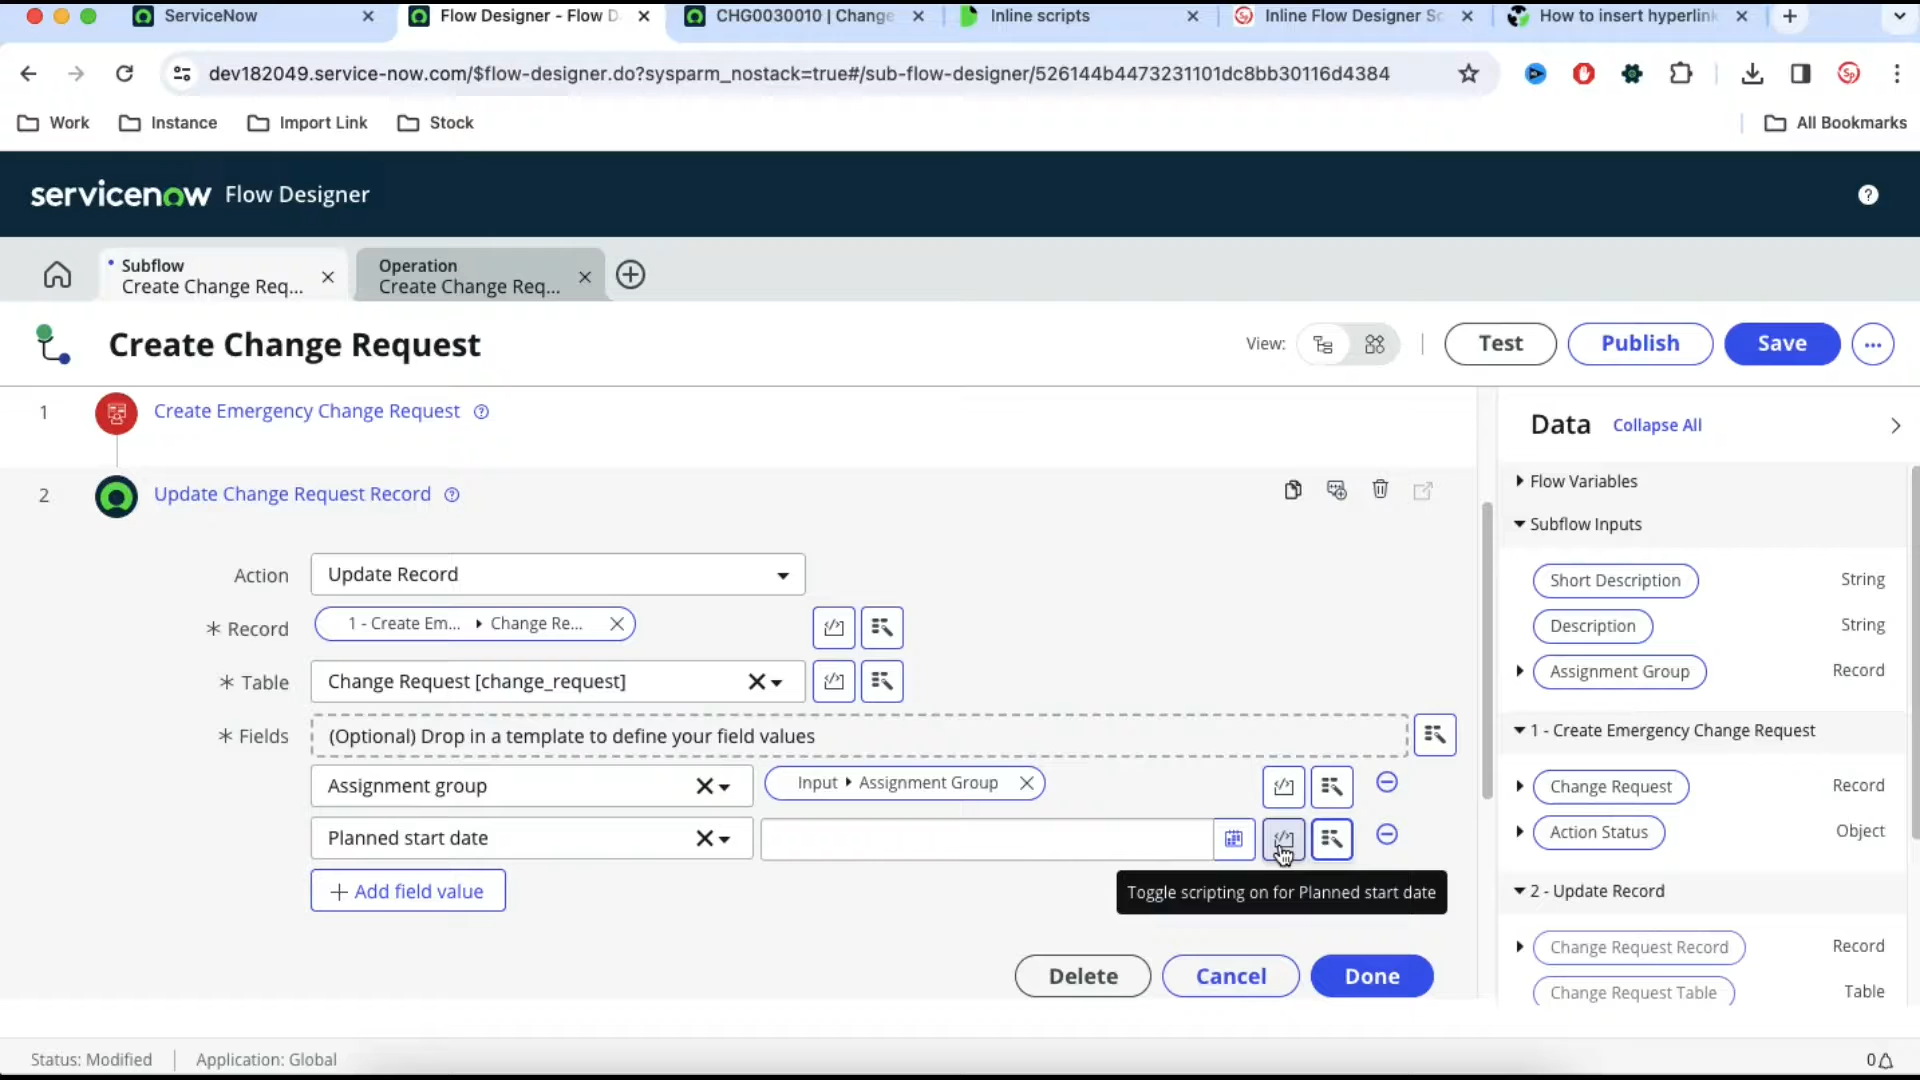 ServiceNow
Flow Designer - Flow D
CHG0030010 | Change
Inline scripts
Inline Flow Designer Sc
How to insert hyperlink
dev182049.service-now.com/$flow-designer.do?sysparm_nostack=true#/sub-flow-designer/526144b4473231101dc8bb30116d4384
Work
Instance
Import Link
Stock
All Bookmarks
servicenow Flow Designer
Subflow
Create Change Req...
Operation
Create Change Req...
Create Change Request
View:
Test
Publish
Save
1
Create Emergency Change Request
2
Update Change Request Record
Action
Update Record
* Record
1 - Create Em... ▸ Change Re...
* Table
Change Request [change_request]
* Fields
(Optional) Drop in a template to define your field values
Assignment group
Input ▸ Assignment Group
Planned start date
+ Add field value
Toggle scripting on for Planned start date
Delete
Cancel
Done
Data
Collapse All
Flow Variables
Subflow Inputs
Short Description
String
Description
String
Assignment Group
Record
1 - Create Emergency Change Request
Change Request
Record
Action Status
Object
2 - Update Record
Change Request Record
Record
Change Request Table
Table
Status: Modified
Application: Global
0